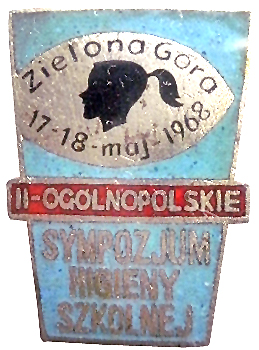 Zielona Góra
17-18-maj-1968
II-OGÓLNOPOLSKIE
SYMPOZJUM
HIGIENY
SZKOLNEJ